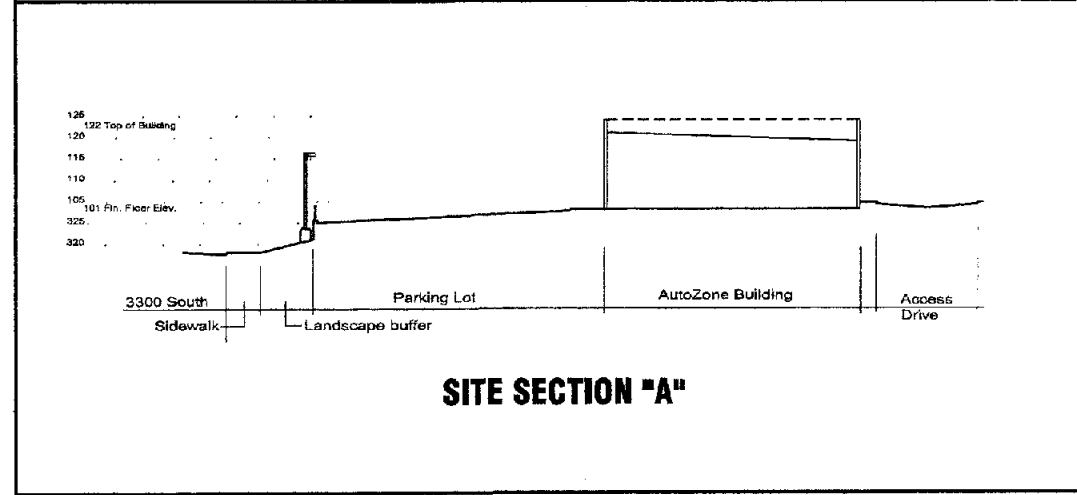 125
122 Top of Building
120
115
110
105
101 Fin. Floor Elev.
325
320
3300 South
Parking Lot
AutoZone Building
Access
Drive
Sidewalk
Landscape buffer
SITE SECTION "A"